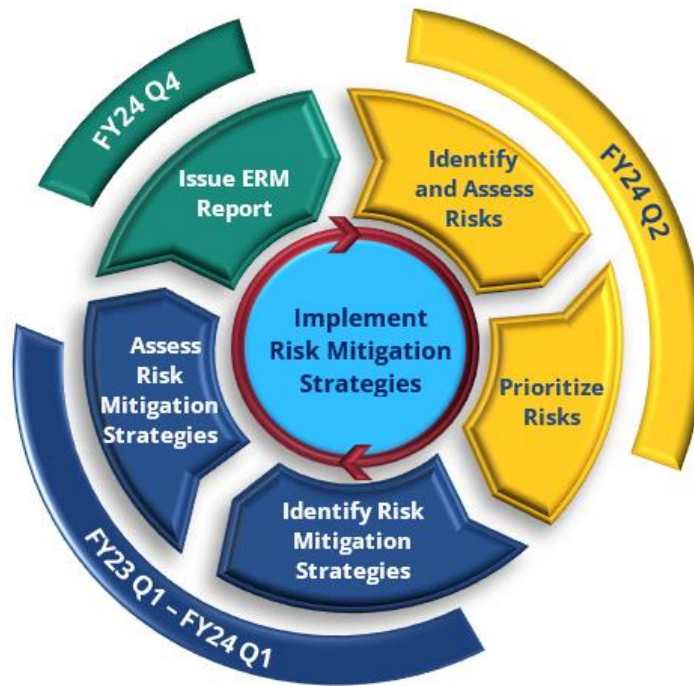 FY24 Q4
Issue ERM
Report
Identify
and Assess
Risks
FY24 Q2
Implement
Risk Mitigation
Strategies
Prioritize
Risks
Assess
Risk
Mitigation
Strategies
Identify Risk
Mitigation
Strategies
FY23 Q1 – FY24 Q1